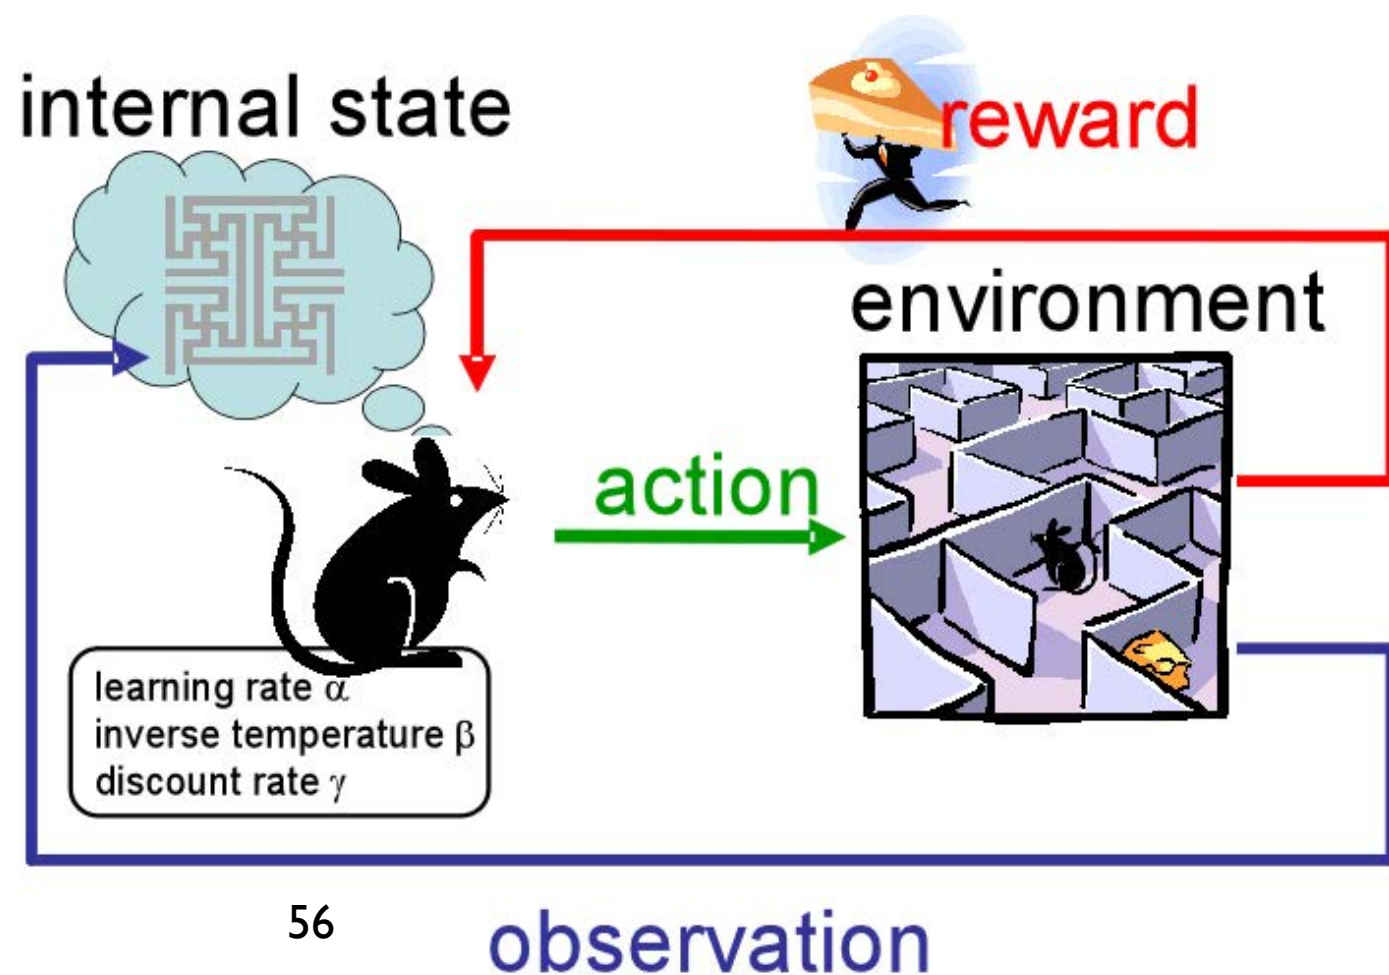 internal state
reward
environment
action
learning rate α
inverse temperature β
discount rate γ
56
observation